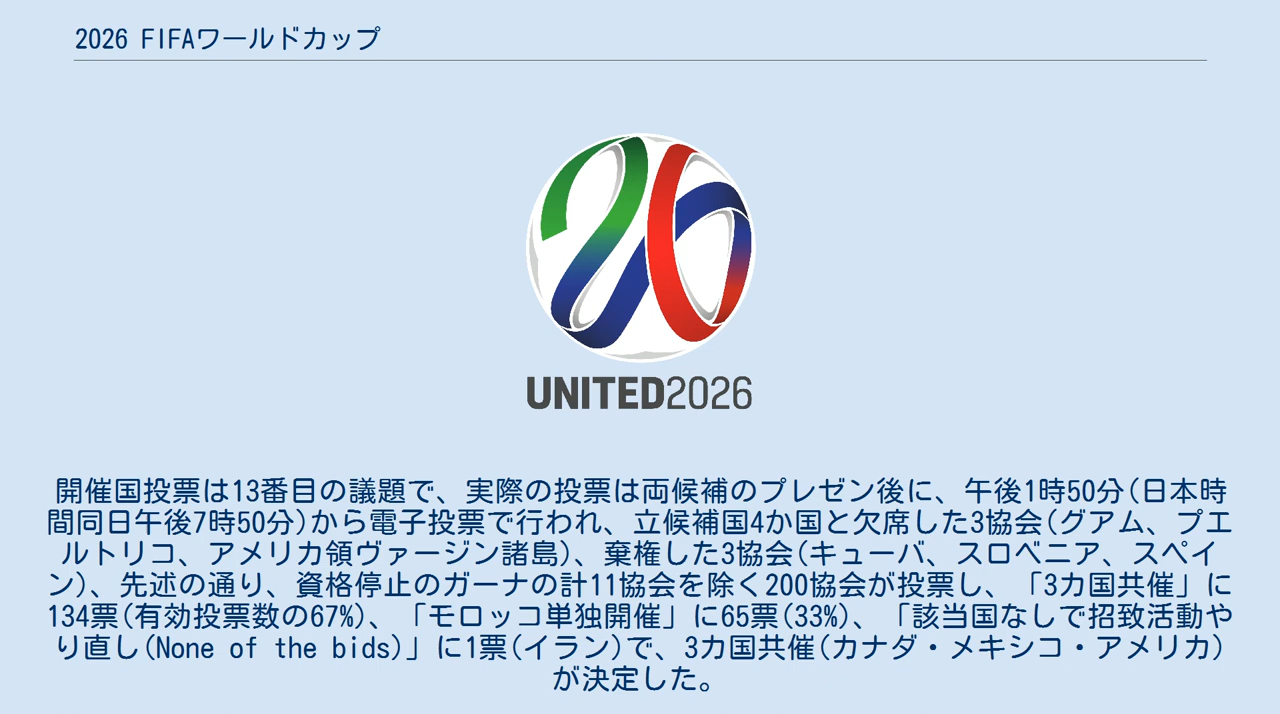 2026 FIFAワールドカップ
UNITED2026
開催国投票は13番目の議題で、実際の投票は両候補のプレゼン後に、午後1時50分(日本時
間同日午後7時50分)から電子投票で行われ、立候補国4か国と欠席した3協会(グアム、プエ
ルトリコ、アメリカ領ヴァージン諸島)、棄権した3協会(キューバ、スロベニア、スペイ
ン)、先述の通り、資格停止のガーナの計11協会を除く200協会が投票し、「3カ国共催」に
134票(有効投票数の67%)、「モロッコ単独開催」に65票(33%)、「該当国なしで招致活動や
り直し(None of the bids)」に1票(イラン)で、3カ国共催(カナダ・メキシコ・アメリカ)
が決定した。